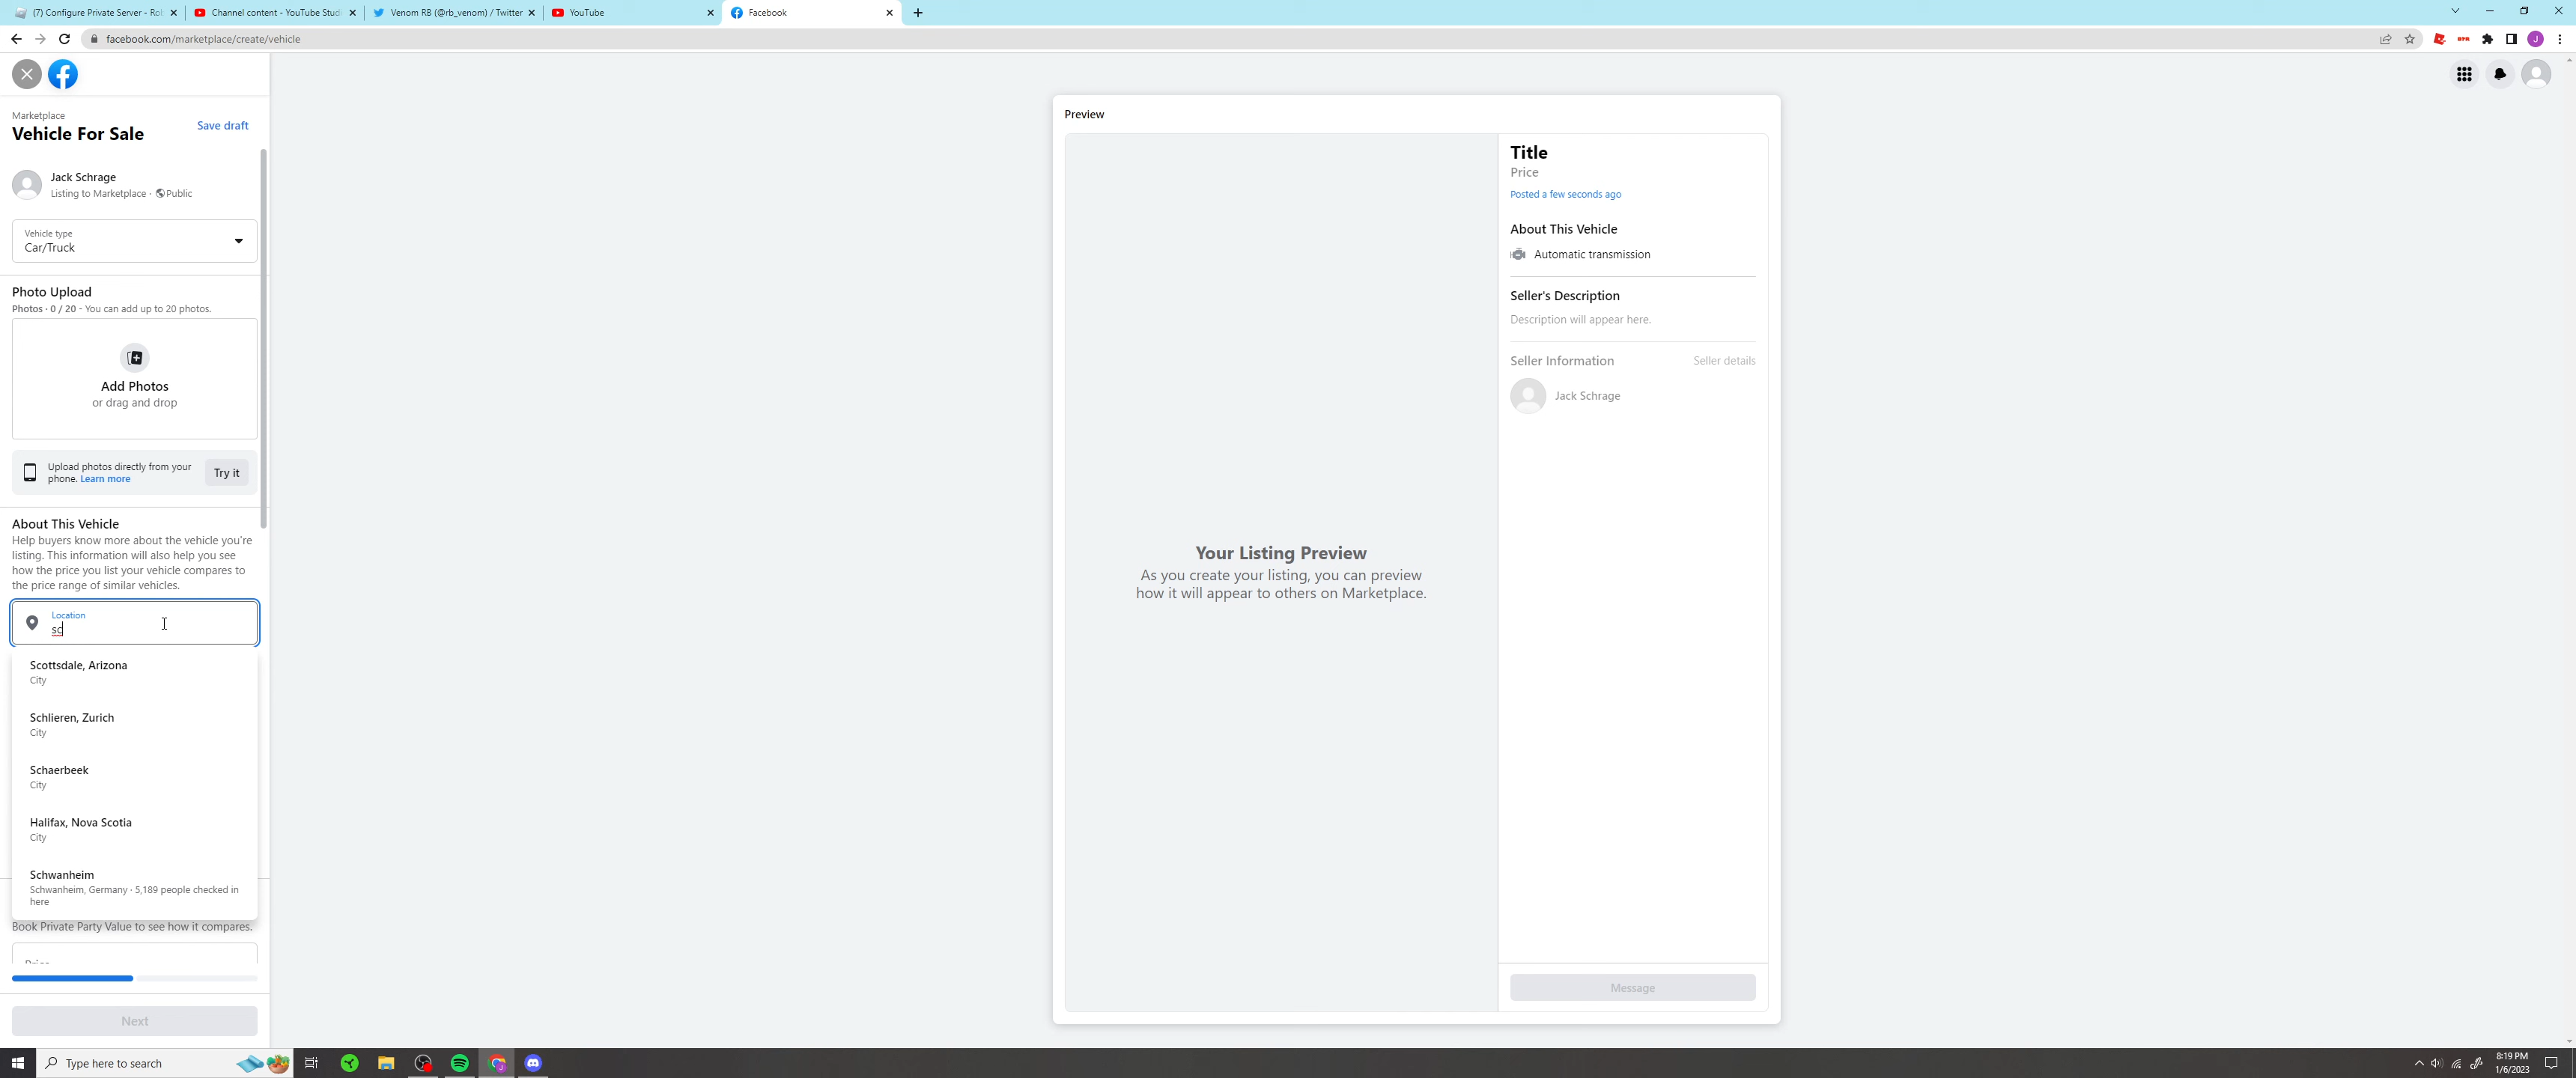 (7) Configure Private Server - Ro
Channel content - YouTube Stud
Venom RB (@rb_venom) / Twitter
YouTube
Facebook
facebook.com/marketplace/create/vehicle
J
Marketplace
Vehicle For Sale
Save draft
Jack Schrage
Listing to Marketplace · Public
Vehicle type
Car/Truck
Photo Upload
Photos · 0 / 20 - You can add up to 20 photos.
Add Photos
or drag and drop
Upload photos directly from your
phone. Learn more
Try it
About This Vehicle
Help buyers know more about the vehicle you're
listing. This information will also help you see
how the price you list your vehicle compares to
the price range of similar vehicles.
Location
sc
Scottsdale, Arizona
City
Schlieren, Zurich
City
Schaerbeek
City
Halifax, Nova Scotia
City
Schwanheim
Schwanheim, Germany · 5,189 people checked in
here
Book Private Party Value to see how it compares.
Price
Next
Preview
Your Listing Preview
As you create your listing, you can preview
how it will appear to others on Marketplace.
Title
Price
Posted a few seconds ago
About This Vehicle
Automatic transmission
Seller's Description
Description will appear here.
Seller Information
Seller details
Jack Schrage
Message
Type here to search
8:19 PM
1/6/2023